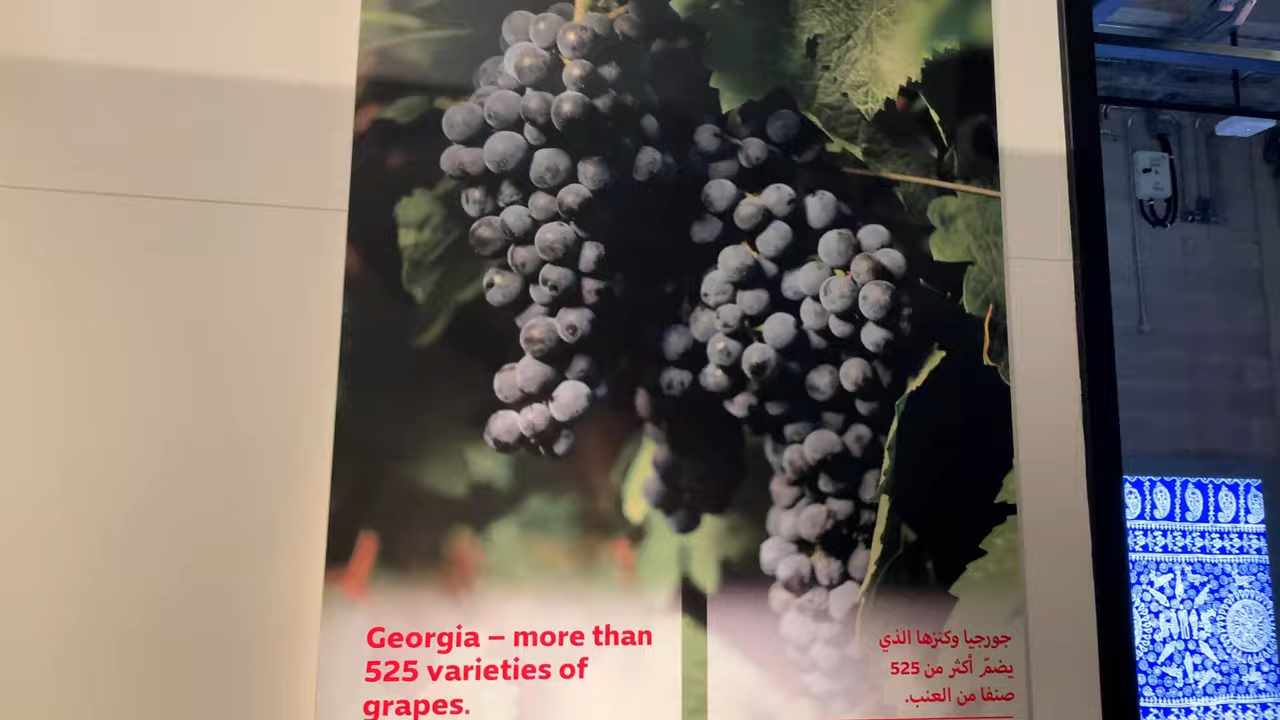 Georgia – more than
525 varieties of
grapes.
جورجيا وكنزها الذي
يضمّ أكثر من 525
صنفا من العنب.